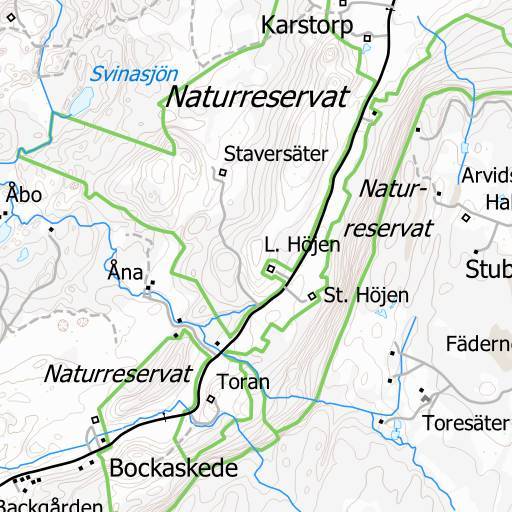 Karstorp
Svinasjön
Naturreservat
Staversäter
Arvids
Natur-
reservat
Åbo
Ha
L. Höjen
Åna
Stub
St. Höjen
Fäderne
Naturreservat
Toran
Toresäter
Bockaskede
Backgården